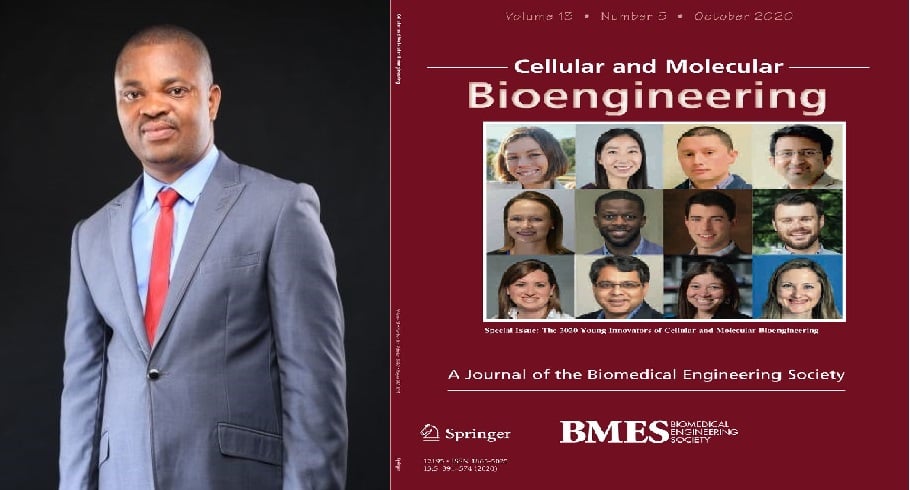 Volume 13 • Number 5 • October 2020
Cellular and Molecular
Bioengineering
Special Issue: The 2020 Young Innovators of Cellular and Molecular Bioengineering
A Journal of the Biomedical Engineering Society
Springer
BMES BIOMEDICAL
ENGINEERING
SOCIETY